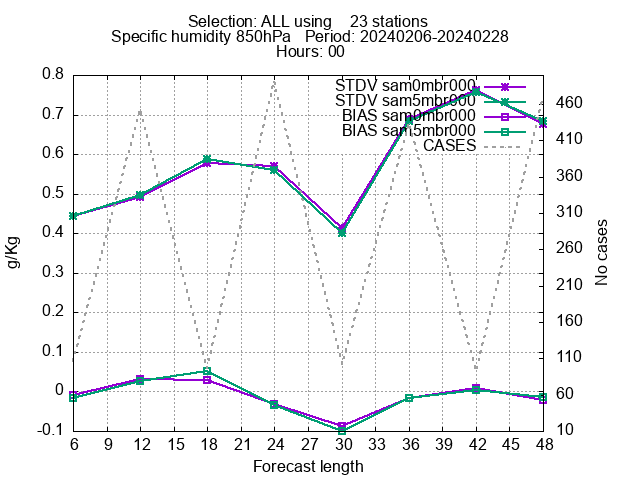 Selection: ALL using 23 stations
Specific humidity 850hPa Period: 20240206-20240228
Hours: 00
STDV sam0mbr000
STDV sam5mbr000
BIAS sam0mbr000
BIAS sam5mbr000
CASES
g/Kg
0.8
0.7
0.6
0.5
0.4
0.3
0.2
0.1
0
-0.1
460
410
360
310
260
210
160
110
60
10
No cases
6 9 12 15 18 21 24 27 30 33 36 39 42 45 48
Forecast length